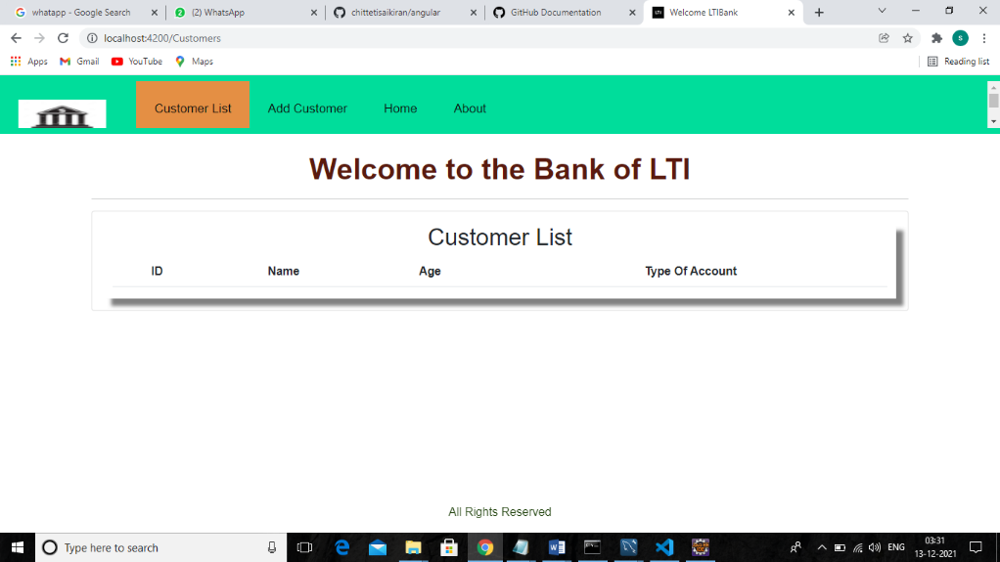 whatapp - Google Search
(2) WhatsApp
chittetisaikiran/angular
GitHub Documentation
LTI
Welcome LTIBank
localhost:4200/Customers
S
Apps
Gmail
YouTube
Maps
Reading list
Customer List
Add Customer
Home
About
Welcome to the Bank of LTI
Customer List
ID Name Age Type Of Account
All Rights Reserved
Type here to search
ENG
03:31
13-12-2021